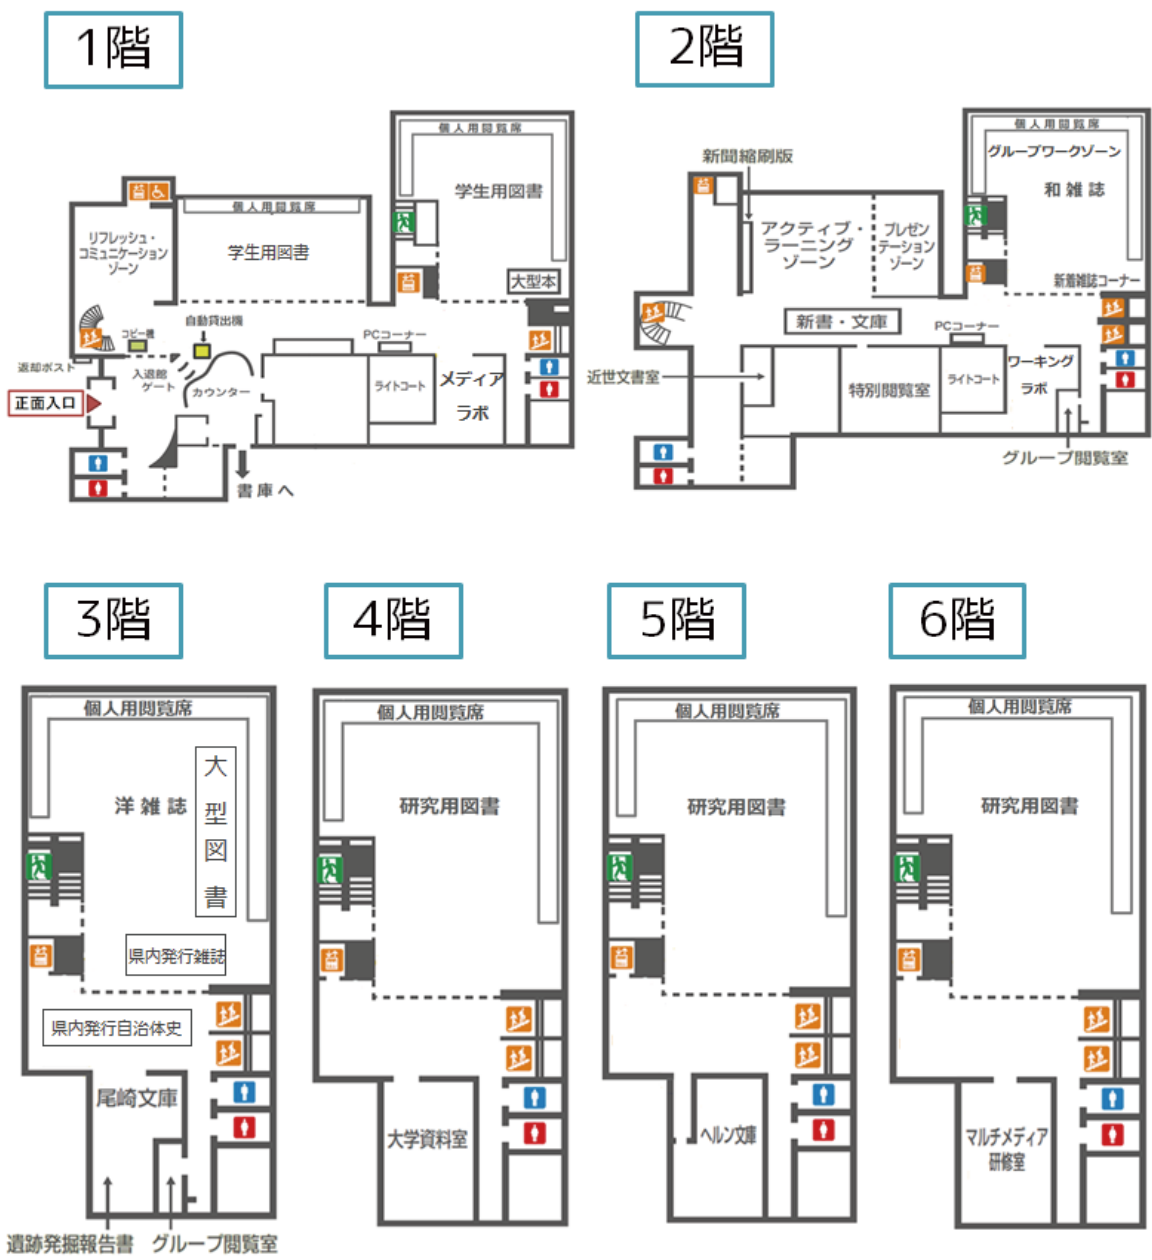 1階
個人用閲覧席
学生用図書
個人用閲覧席
リフレッシュ・
コミュニケーション
ゾーン
学生用図書
大型本
自動貸出機
コピー機
PCコーナー
返却ポスト
入退館
ゲート
カウンター
ライトコート
メディア
ラボ
正面入口
書庫へ
2階
個人用閲覧席
新聞縮刷版
グループワークゾーン
和雑誌
アクティブ・
ラーニング
ゾーン
プレゼン
テーション
ゾーン
新着雑誌コーナー
新書・文庫
PCコーナー
近世文書室
特別閲覧室
ライトコート
ワーキング
ラボ
グループ閲覧室
3階
個人用閲覧席
大型図書
洋雑誌
県内発行雑誌
県内発行自治体史
尾崎文庫
遺跡発掘報告書
グループ閲覧室
4階
個人用閲覧席
研究用図書
大学資料室
5階
個人用閲覧席
研究用図書
ヘルン文庫
6階
個人用閲覧席
研究用図書
マルチメディア
研修室